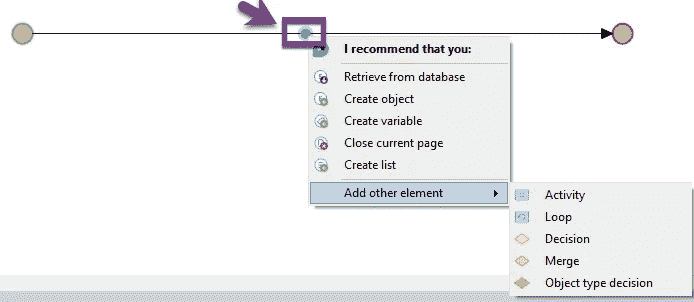 I recommend that you:
Retrieve from database
Create object
Create variable
Close current page
Create list
Add other element
Activity
Loop
Decision
Merge
Object type decision